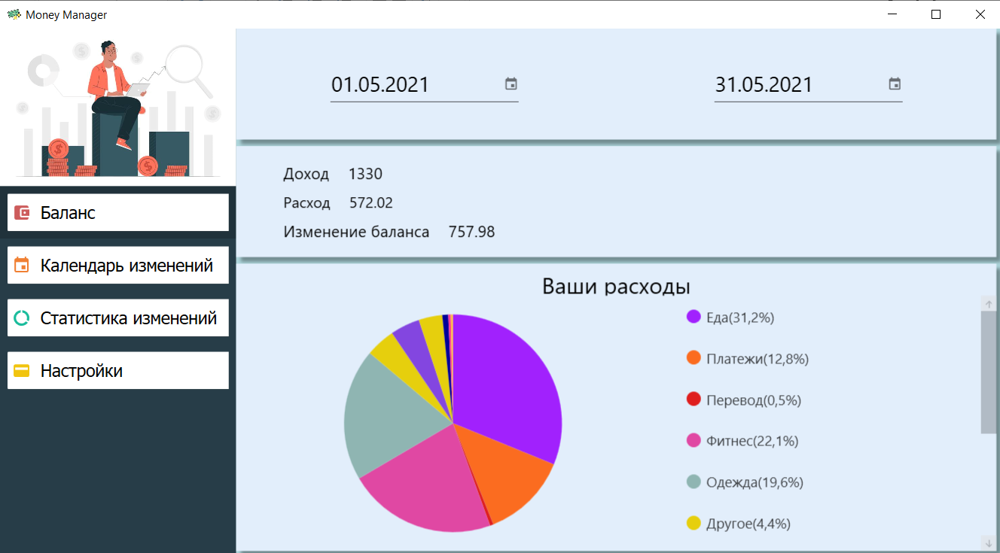 Money Manager
Баланс
Календарь изменений
Статистика изменений
Настройки
01.05.2021
31.05.2021
Доход 1330
Расход 572.02
Изменение баланса 757.98
Ваши расходы
Еда(31,2%)
Платежи(12,8%)
Перевод(0,5%)
Фитнес(22,1%)
Одежда(19,6%)
Другое(4,4%)